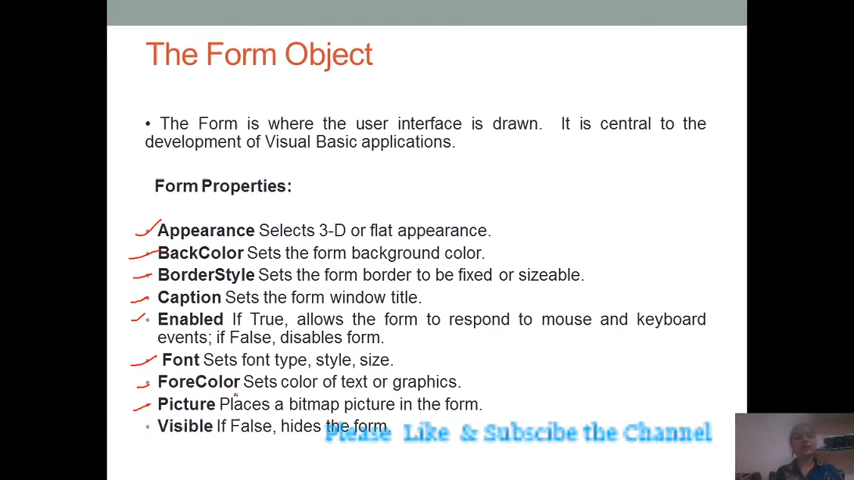 The Form Object
• The Form is where the user interface is drawn. It is central to the
development of Visual Basic applications.
Form Properties:
• Appearance Selects 3-D or flat appearance.
• BackColor Sets the form background color.
• BorderStyle Sets the form border to be fixed or sizeable.
• Caption Sets the form window title.
• Enabled If True, allows the form to respond to mouse and keyboard
events; if False, disables form.
• Font Sets font type, style, size.
• ForeColor Sets color of text or graphics.
• Picture Places a bitmap picture in the form.
• Visible If False, hides the form.
Please Like & Subscibe the Channel